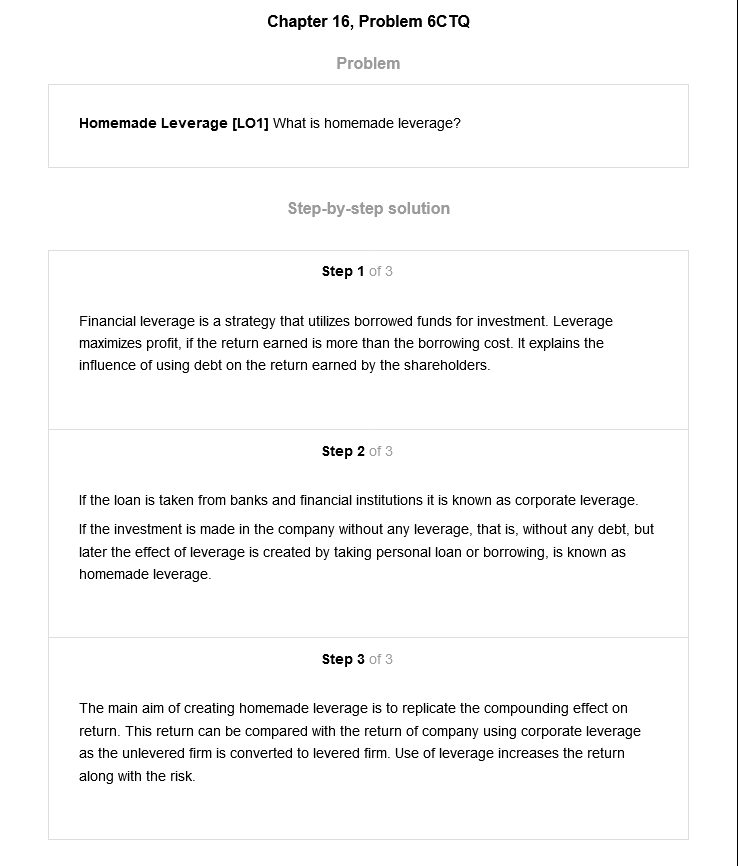 Chapter 16, Problem 6CTQ
Problem
Homemade Leverage [LO1] What is homemade leverage?
Step-by-step solution
Step 1 of 3
Financial leverage is a strategy that utilizes borrowed funds for investment. Leverage
maximizes profit, if the return earned is more than the borrowing cost. It explains the
influence of using debt on the return earned by the shareholders.
Step 2 of 3
If the loan is taken from banks and financial institutions it is known as corporate leverage.
If the investment is made in the company without any leverage, that is, without any debt, but
later the effect of leverage is created by taking personal loan or borrowing, is known as
homemade leverage.
Step 3 of 3
The main aim of creating homemade leverage is to replicate the compounding effect on
return. This return can be compared with the return of company using corporate leverage
as the unlevered firm is converted to levered firm. Use of leverage increases the return
along with the risk.